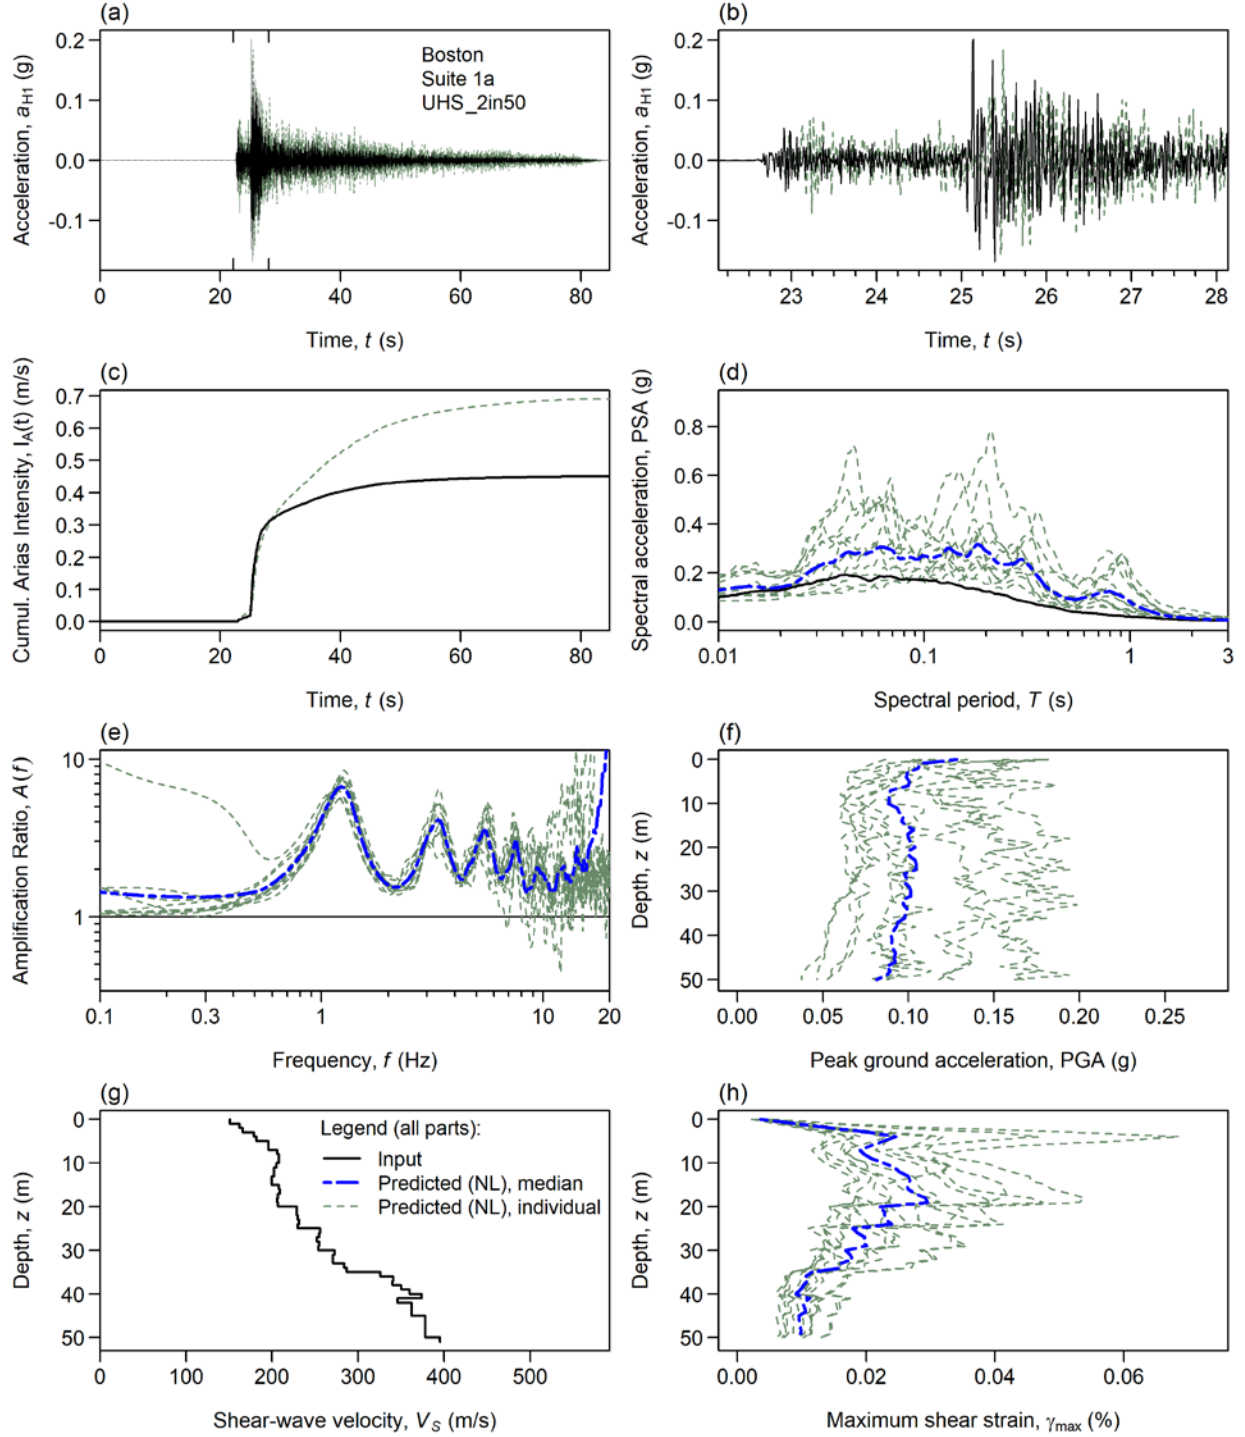 (a)
Acceleration, aH1 (g)
0.2
0.1
0.0
-0.1
Boston
Suite 1a
UHS_2in50
0 20 40 60 80
Time, t (s)
(b)
Acceleration, aH1 (g)
0.2
0.1
0.0
-0.1
23 24 25 26 27 28
Time, t (s)
(c)
Cumul. Arias Intensity, IA(t) (m/s)
0.7
0.6
0.5
0.4
0.3
0.2
0.1
0.0
0 20 40 60 80
Time, t (s)
(d)
Spectral acceleration, PSA (g)
0.8
0.6
0.4
0.2
0.0
0.01 0.1 1 3
Spectral period, T (s)
(e)
Amplification Ratio, A(f)
10
1
0.1 0.3 1 3 10 20
Frequency, f (Hz)
(f)
Depth, z (m)
0
10
20
30
40
50
0.00 0.05 0.10 0.15 0.20 0.25
Peak ground acceleration, PGA (g)
(g)
Depth, z (m)
0
10
20
30
40
50
Legend (all parts):
Input
Predicted (NL), median
Predicted (NL), individual
0 100 200 300 400 500
Shear-wave velocity, VS (m/s)
(h)
Depth, z (m)
0
10
20
30
40
50
0.00 0.02 0.04 0.06
Maximum shear strain, γmax (%)